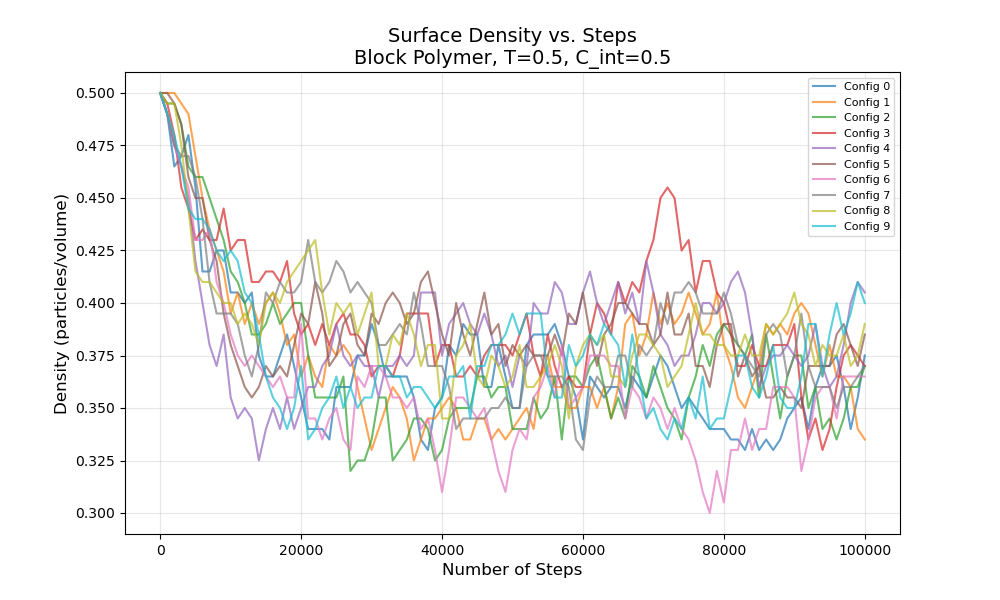 Surface Density vs. Steps
Block Polymer, T=0.5, C_int=0.5
Density (particles/volume)
0.500
0.475
0.450
0.425
0.400
0.375
0.350
0.325
0.300
Config 0
Config 1
Config 2
Config 3
Config 4
Config 5
Config 6
Config 7
Config 8
Config 9
0
20000
40000
60000
80000
100000
Number of Steps